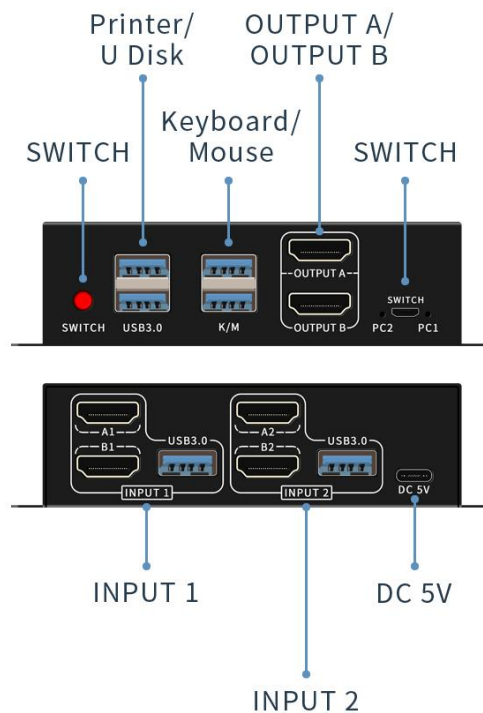 Printer/
U Disk
OUTPUT A/
OUTPUT B
Keyboard/
Mouse
SWITCH
SWITCH
OUTPUT A
SWITCH
SWITCH
USB3.0
K/M
OUTPUT B
PC2
PC1
A1
B1
USB3.0
INPUT 1
A2
B2
USB3.0
INPUT 2
DC 5V
INPUT 1
DC 5V
INPUT 2